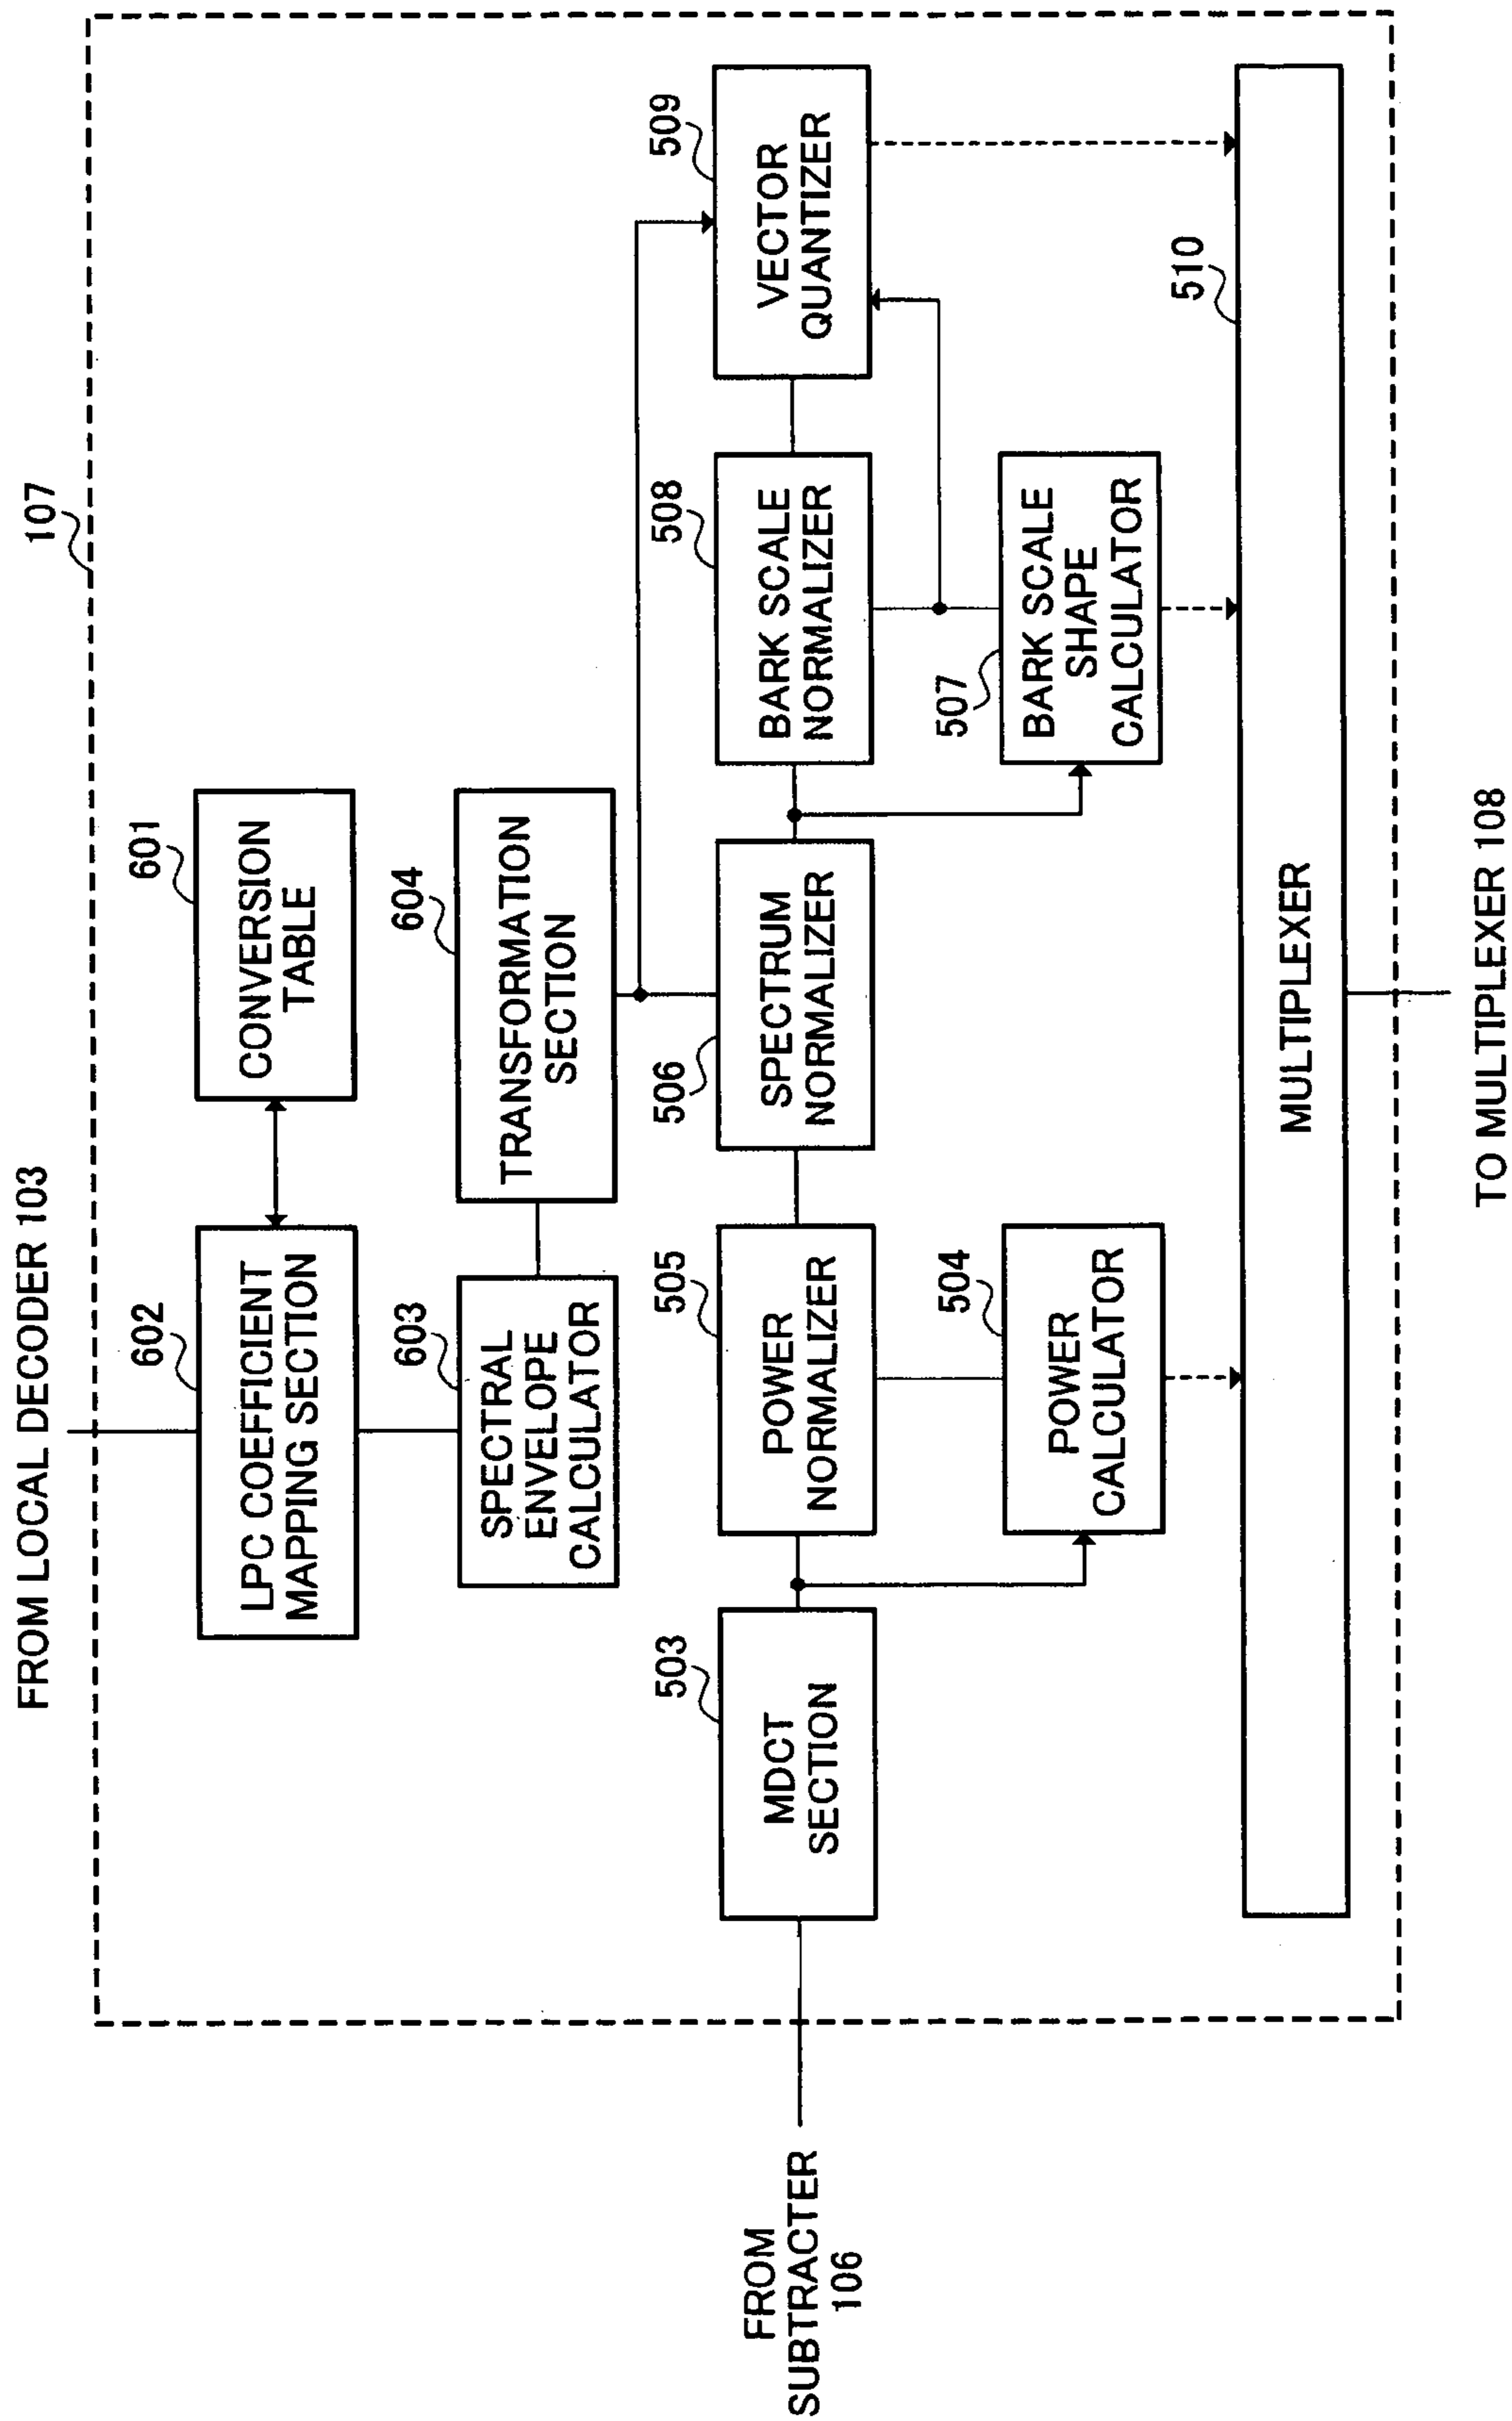 FROM LOCAL DECODER 103
107
602
LPC COEFFICIENT
MAPPING SECTION
601
CONVERSION
TABLE
603
SPECTRAL
ENVELOPE
CALCULATOR
604
TRANSFORMATION
SECTION
FROM
SUBTRACTER
106
503
MDCT
SECTION
505
POWER
NORMALIZER
506
SPECTRUM
NORMALIZER
508
BARK SCALE
NORMALIZER
509
VECTOR
QUANTIZER
504
POWER
CALCULATOR
507
BARK SCALE
SHAPE
CALCULATOR
510
MULTIPLEXER
TO MULTIPLEXER 108